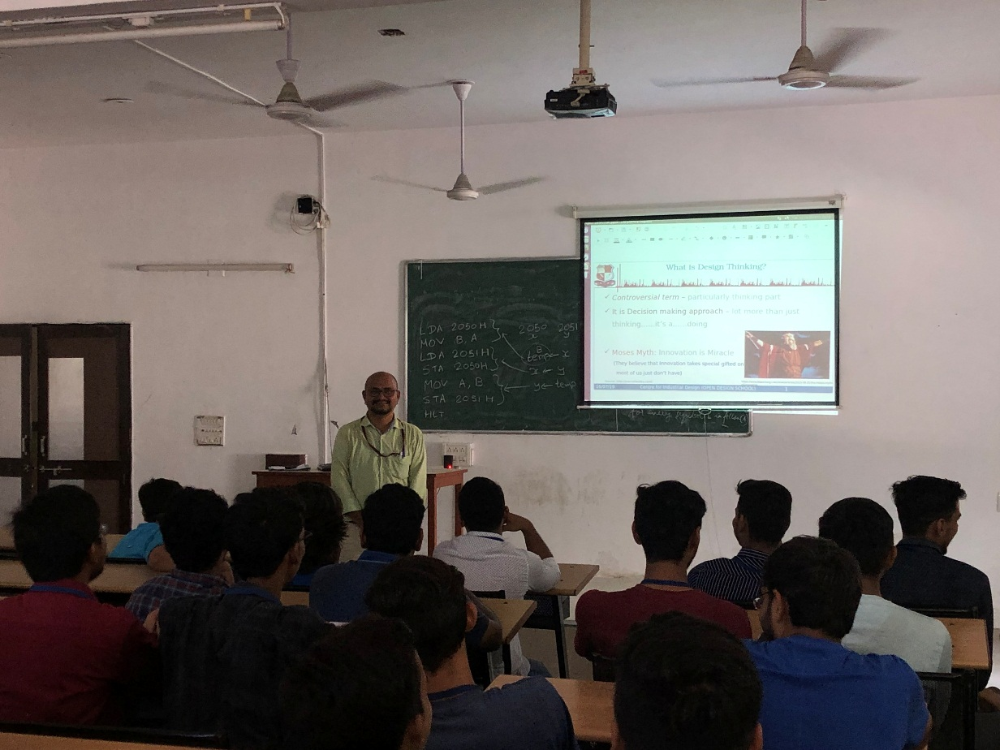 LDA 2050H
MOV B, A
LDA 2051H
STA 2050H
MOV A, B
STA 2051H
HLT
2050 2051
x y
B
temp ← x
x ← y
y ← temp
What is Design Thinking?
✓ Controversial term – particularly thinking part
✓ It is Decision making approach – lot more than just
thinking..... it's a.....doing
✓ Moses Myth: Innovation is Miracle
(They believe that Innovation takes special gifted on
most of us just don't have)
Centre for Industrial Design (OPEN DESIGN SCHOOL) 1
for every symbol